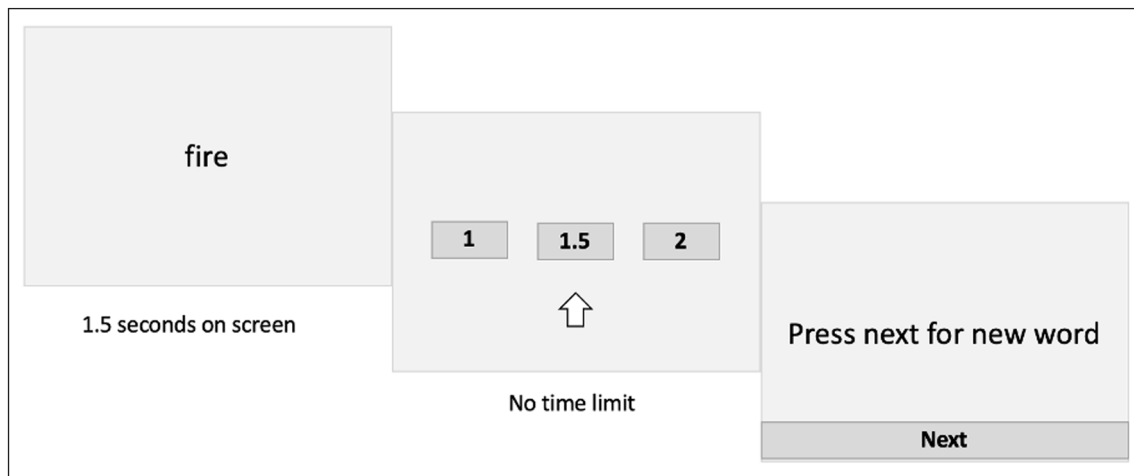 fire
1.5 seconds on screen
1 1.5 2
No time limit
Press next for new word
Next